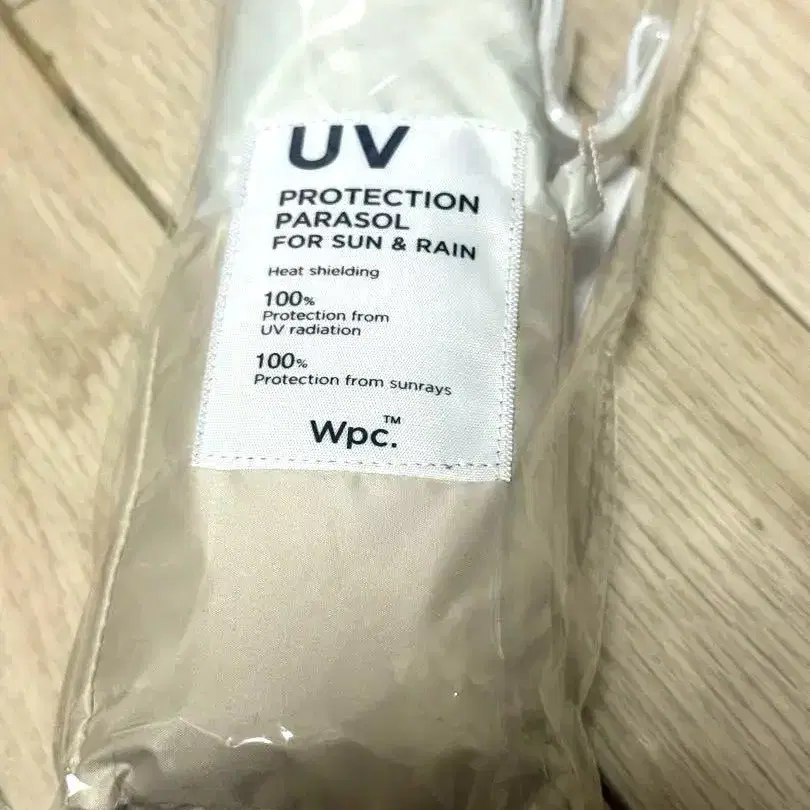 UV
PROTECTION
PARASOL
FOR SUN & RAIN
Heat shielding
100%
Protection from
UV radiation
100%
Protection from sunrays
Wpc.™